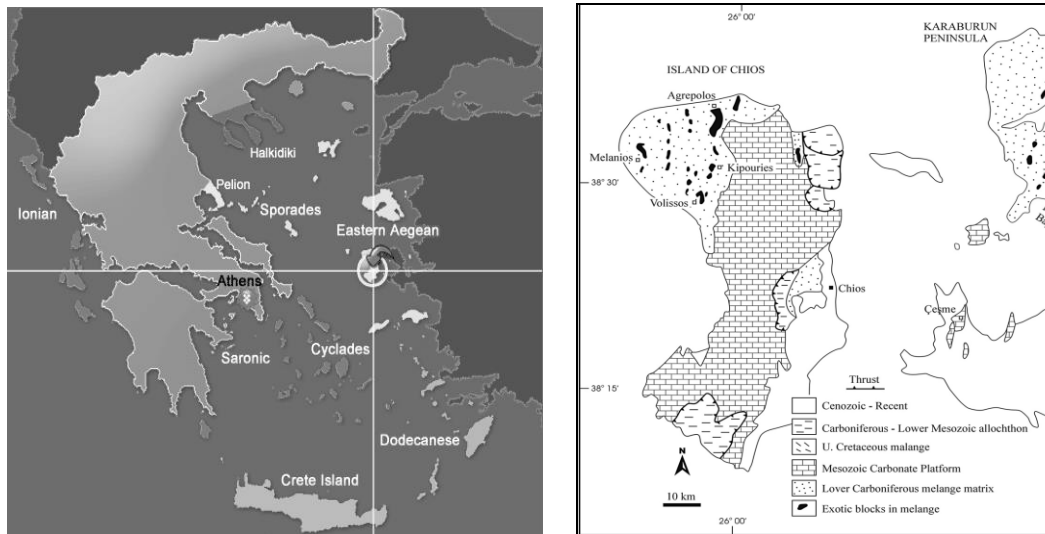 Halkidiki
Pelion
Sporades
Ionian
Eastern Aegean
Athens
Saronic
Cyclades
Dodecanese
Crete Island
26° 00'
KARABURUN
PENINSULA
ISLAND OF CHIOS
Agrepolos
Melanios
Kipouries
38° 30'
Volissos
Chios
Çeşme
38° 15'
Thrust
Cenozoic - Recent
Carboniferous - Lower Mesozoic allochthon
U. Cretaceous malange
Mesozoic Carbonate Platform
Lower Carboniferous melange matrix
Exotic blocks in melange
N
10 km
26° 00'